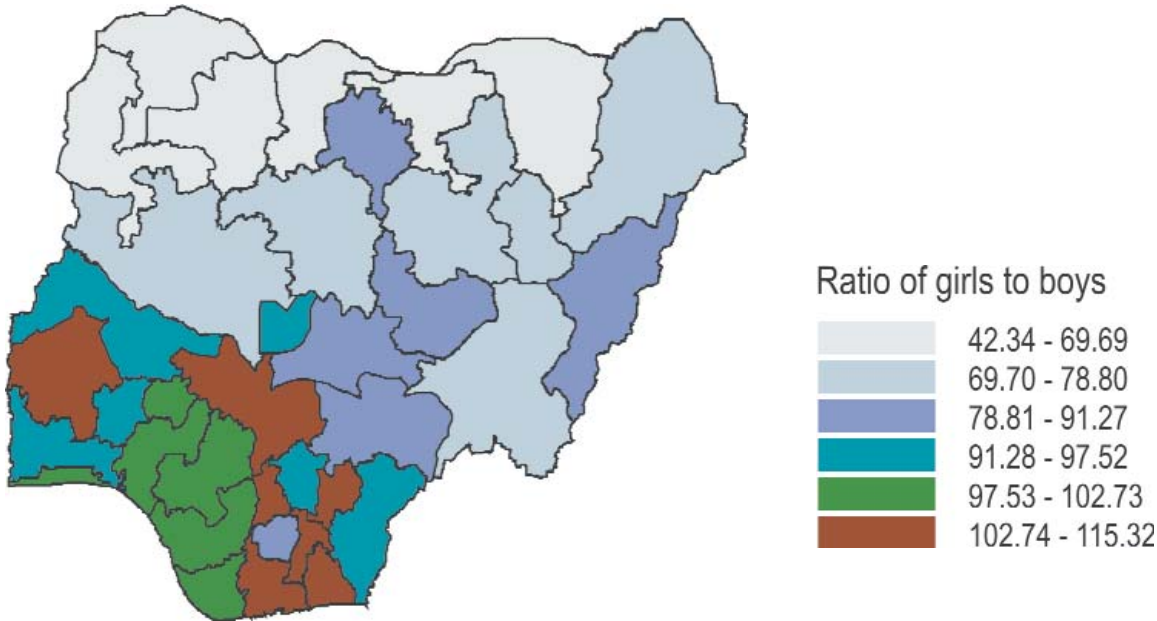 Ratio of girls to boys
42.34 - 69.69
69.70 - 78.80
78.81 - 91.27
91.28 - 97.52
97.53 - 102.73
102.74 - 115.32